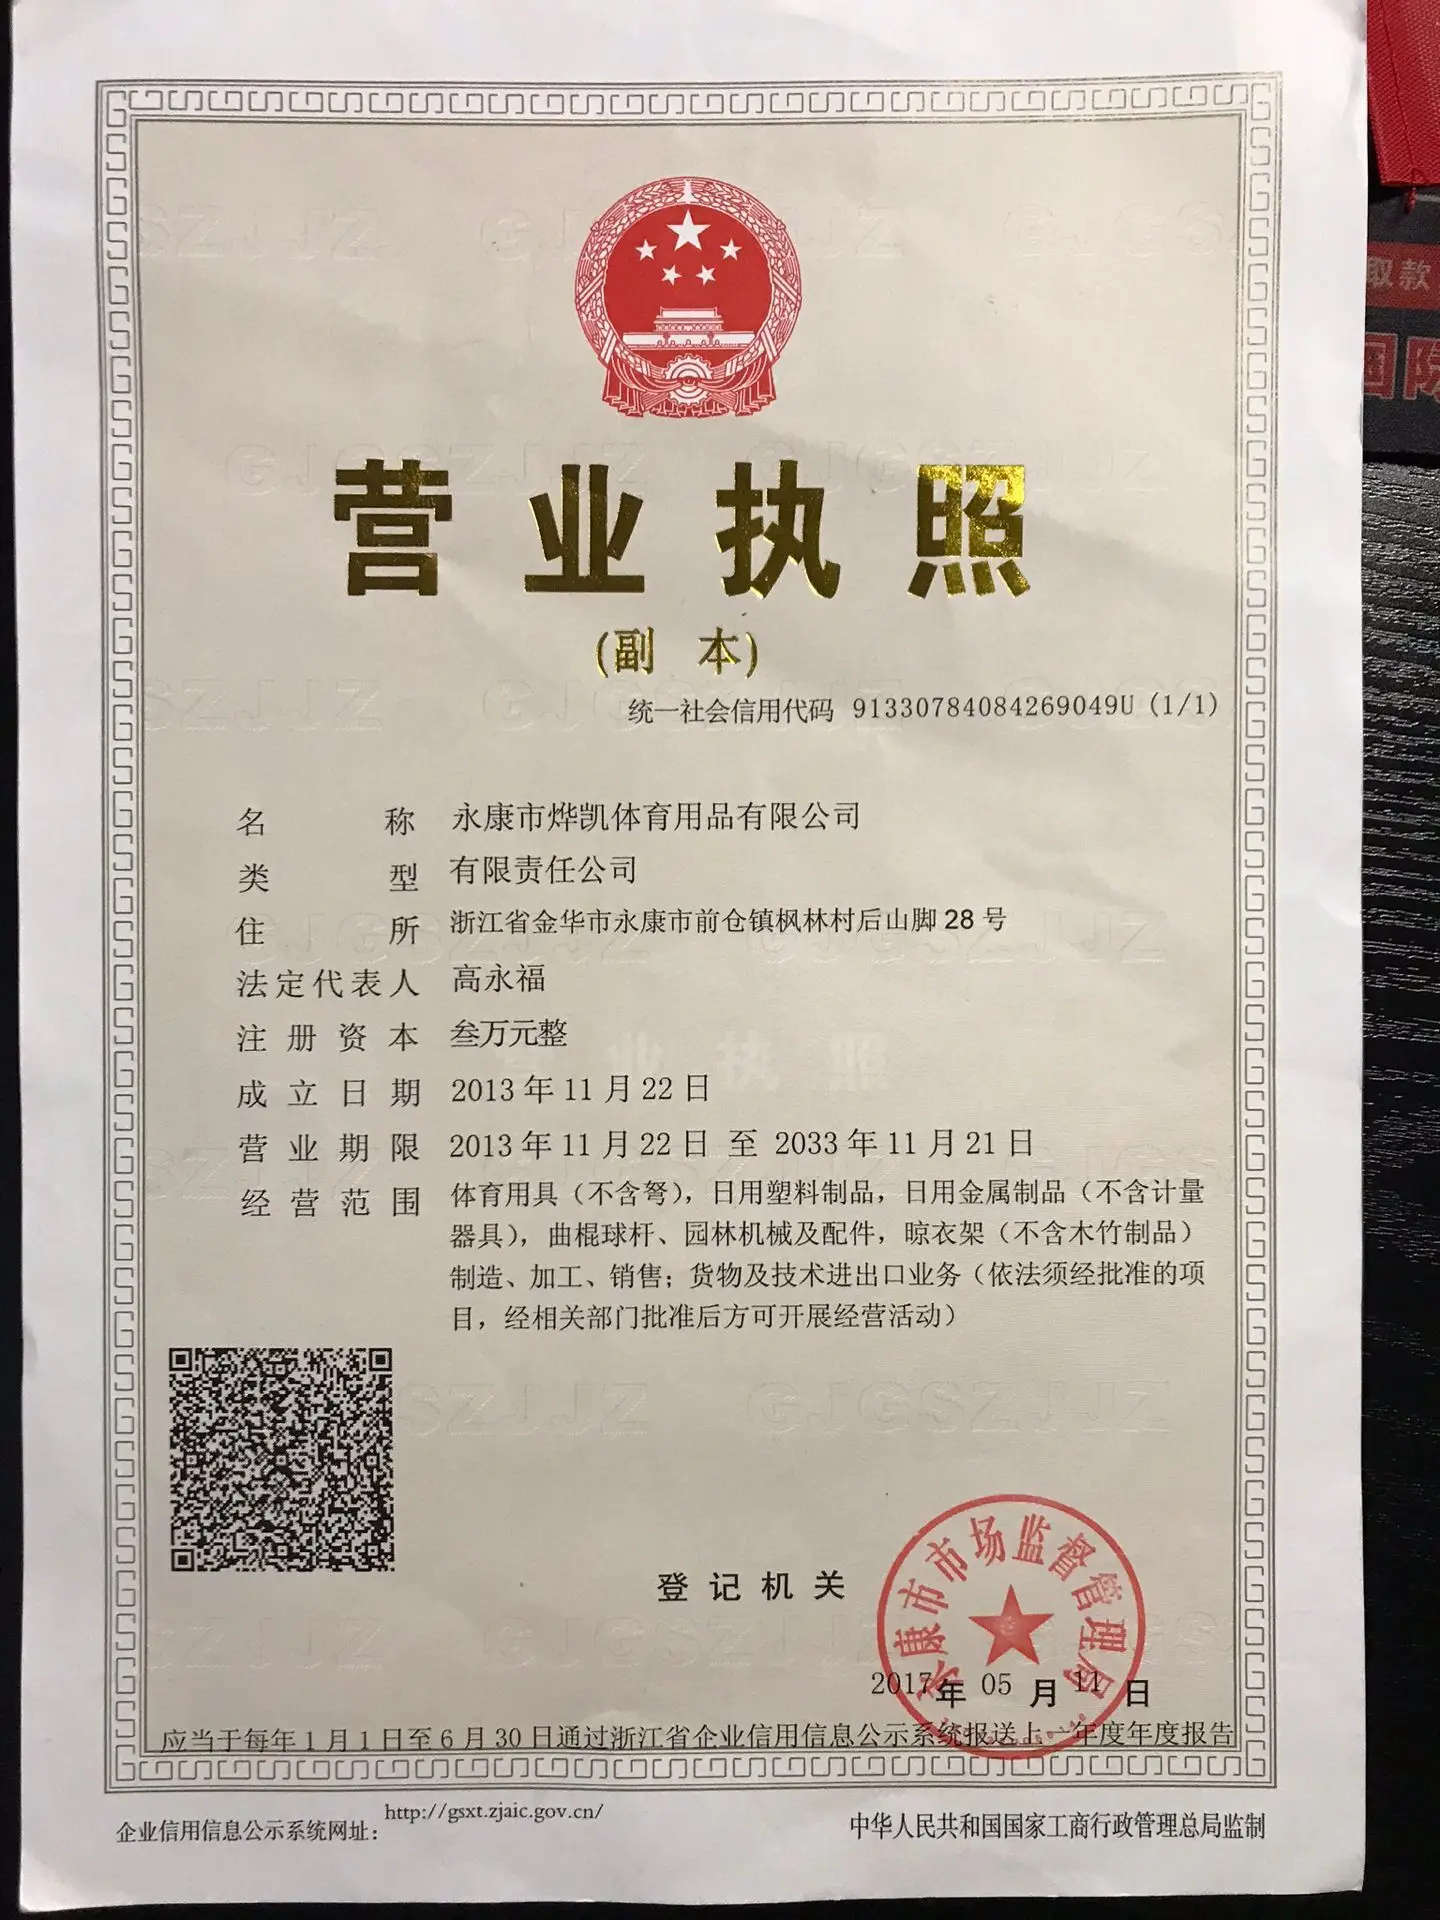 取款
国际
营业执照
(副 本)
统一社会信用代码 91330784084269049U (1/1)
名称 永康市烨凯体育用品有限公司
类型 有限责任公司
住所 浙江省金华市永康市前仓镇枫林村后山脚28号
法定代表人 高永福
注册资本 叁万元整
成立日期 2013年11月22日
营业期限 2013年11月22日 至 2033年11月21日
经营范围 体育用具（不含弩），日用塑料制品，日用金属制品（不含计量
器具），曲棍球杆、园林机械及配件，晾衣架（不含木竹制品）
制造、加工、销售；货物及技术进出口业务（依法须经批准的项
目，经相关部门批准后方可开展经营活动）
登记机关
永康市市场监督管理局
2017年05月11日
应当于每年1月1日至6月30日通过浙江省企业信用信息公示系统报送上一年度年度报告
企业信用信息公示系统网址：http://gsxt.zjaic.gov.cn/
中华人民共和国国家工商行政管理总局监制